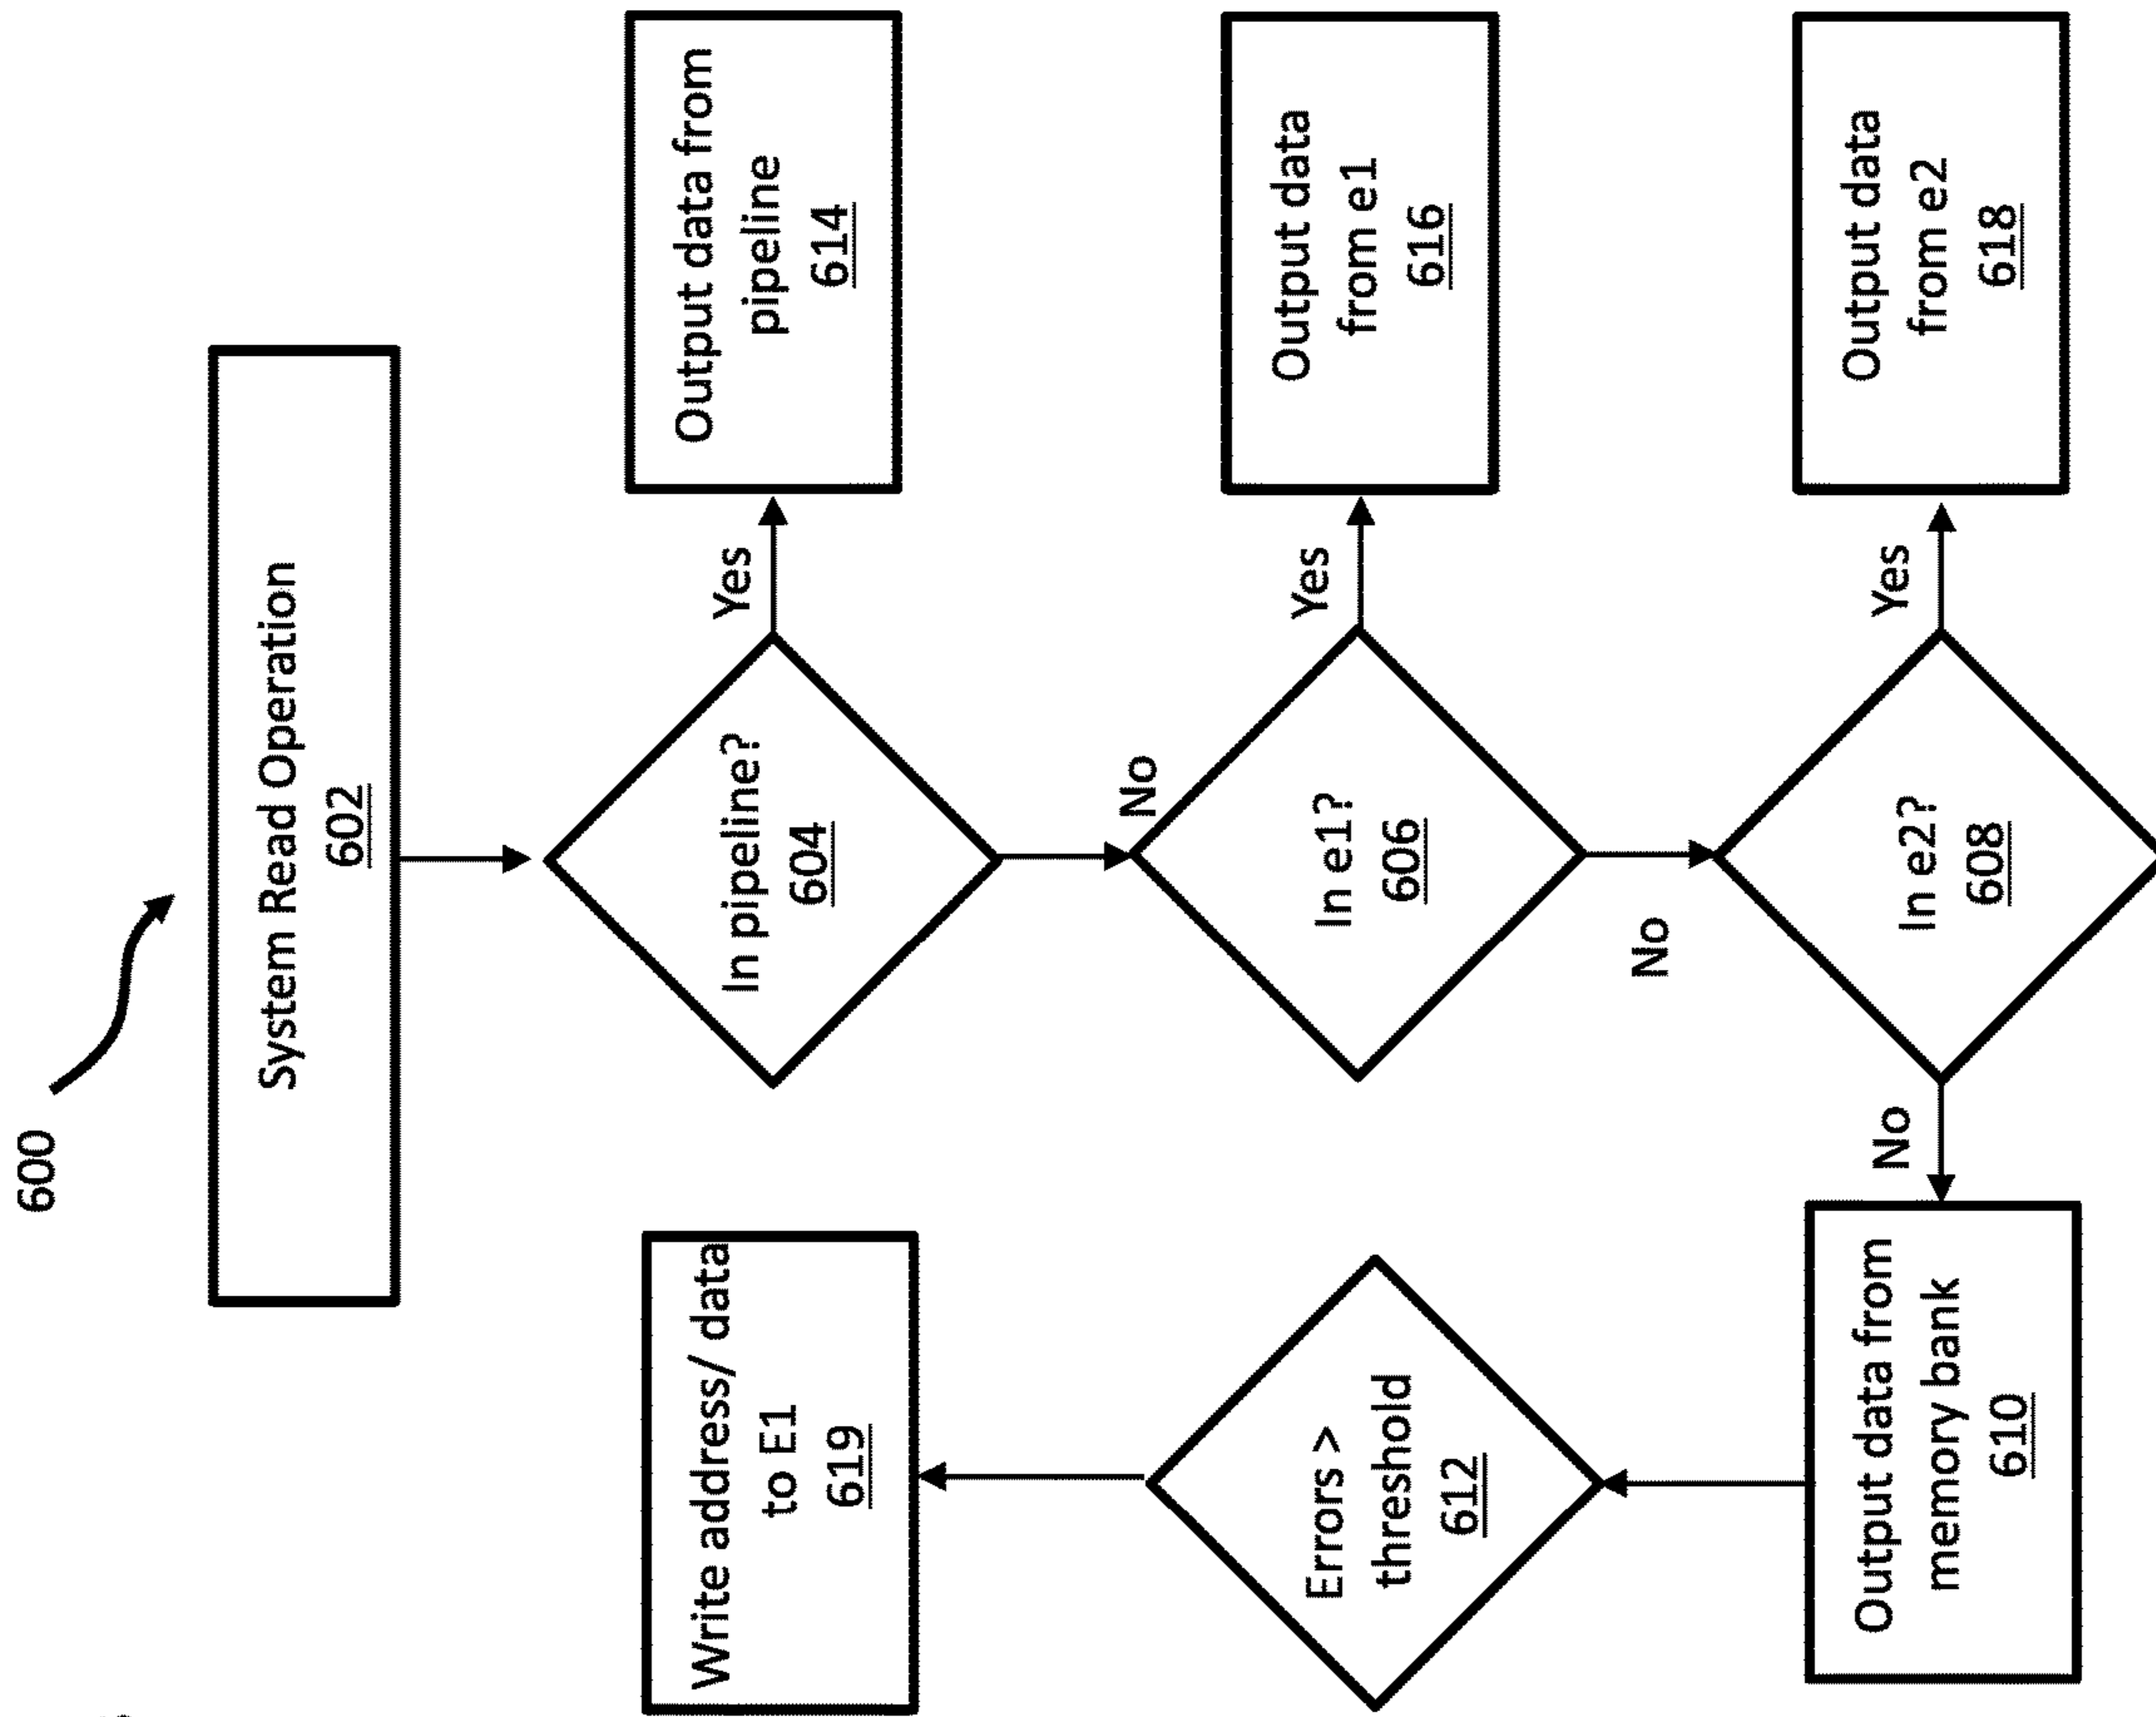 600
System Read Operation
602
In pipeline?
604
Yes
Output data from
pipeline
614
No
In e1?
606
Yes
Output data
from e1
616
No
In e2?
608
Yes
Output data
from e2
618
No
Output data from
memory bank
610
Errors >
threshold
612
Write address/ data
to E1
619